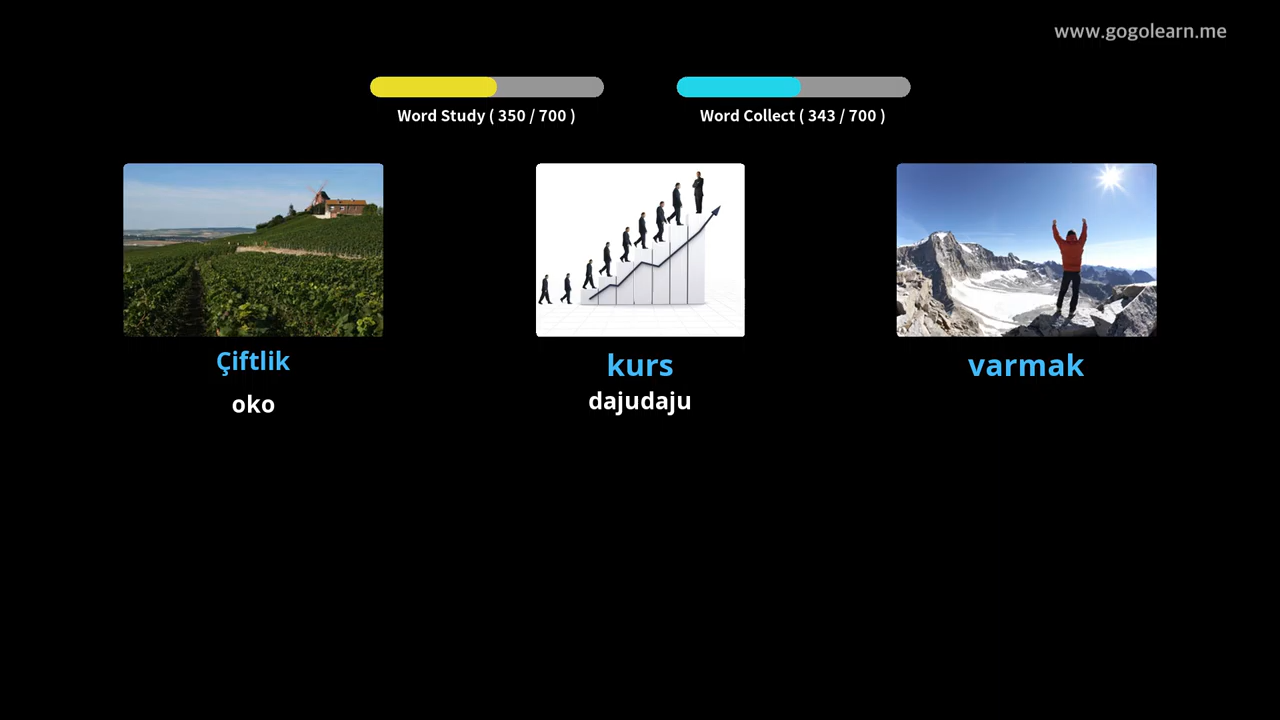 www.gogolearn.me
Word Study ( 350 / 700 )
Word Collect ( 343 / 700 )
Çiftlik
oko
kurs
dajudaju
varmak